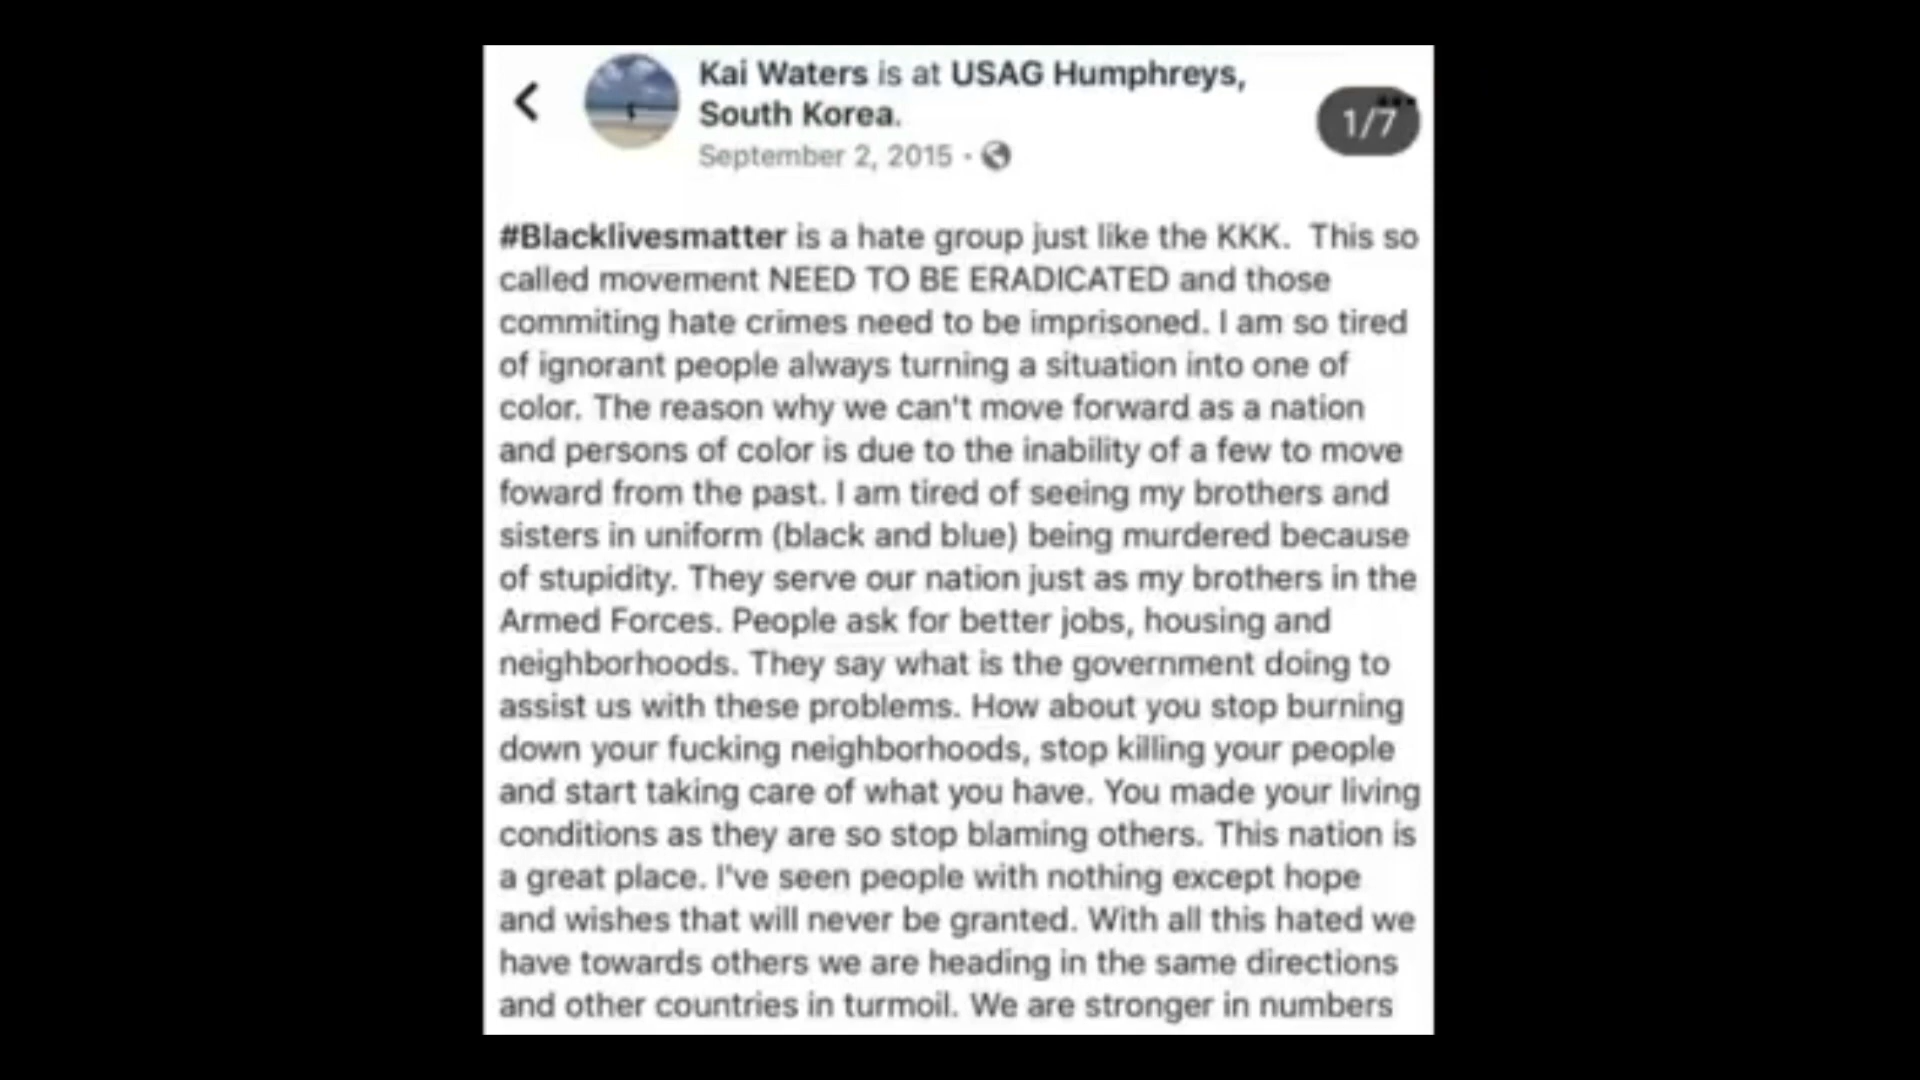 Kai Waters is at USAG Humphreys,
South Korea.
1/7
September 2, 2015 ·
#Blacklivesmatter is a hate group just like the KKK.  This so
called movement NEED TO BE ERADICATED and those
commiting hate crimes need to be imprisoned. I am so tired
of ignorant people always turning a situation into one of
color. The reason why we can't move forward as a nation
and persons of color is due to the inability of a few to move
foward from the past. I am tired of seeing my brothers and
sisters in uniform (black and blue) being murdered because
of stupidity. They serve our nation just as my brothers in the
Armed Forces. People ask for better jobs, housing and
neighborhoods. They say what is the government doing to
assist us with these problems. How about you stop burning
down your fucking neighborhoods, stop killing your people
and start taking care of what you have. You made your living
conditions as they are so stop blaming others. This nation is
a great place. I've seen people with nothing except hope
and wishes that will never be granted. With all this hated we
have towards others we are heading in the same directions
and other countries in turmoil. We are stronger in numbers